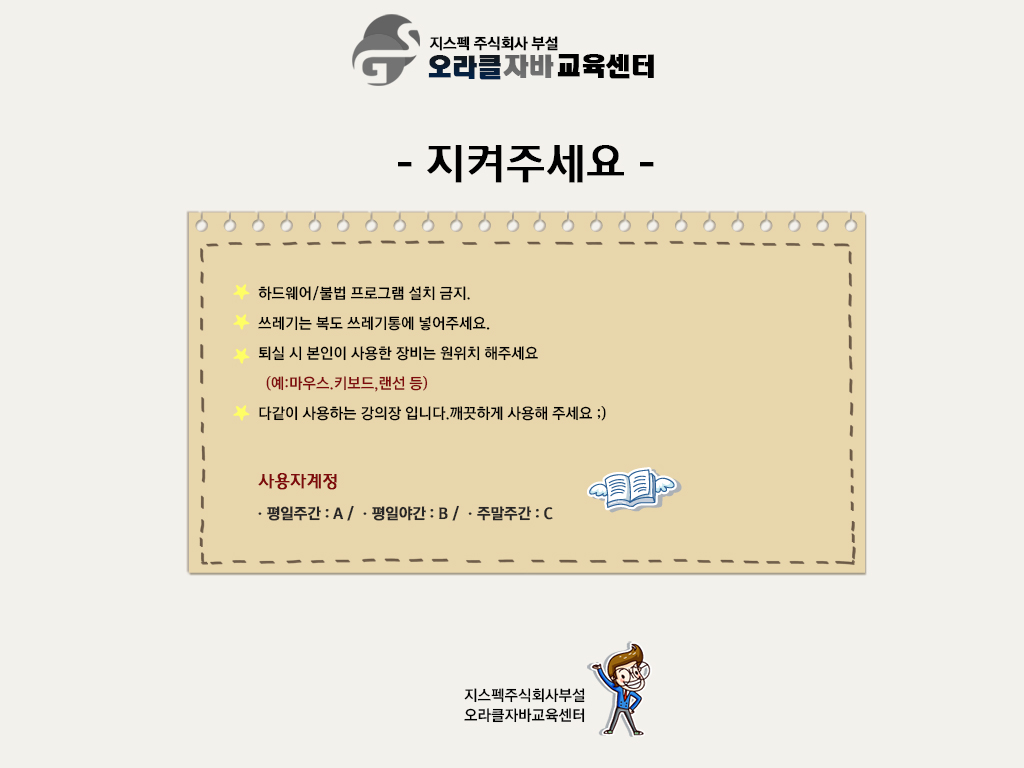 지스펙 주식회사 부설
오라클자바교육센터
- 지켜주세요 -
하드웨어/불법 프로그램 설치 금지.
쓰레기는 복도 쓰레기통에 넣어주세요.
퇴실 시 본인이 사용한 장비는 원위치 해주세요
(예:마우스.키보드,랜선 등)
다같이 사용하는 강의장 입니다.깨끗하게 사용해 주세요 ;)
사용자계정
· 평일주간 : A / · 평일야간 : B / · 주말주간 : C
지스펙주식회사부설
오라클자바교육센터